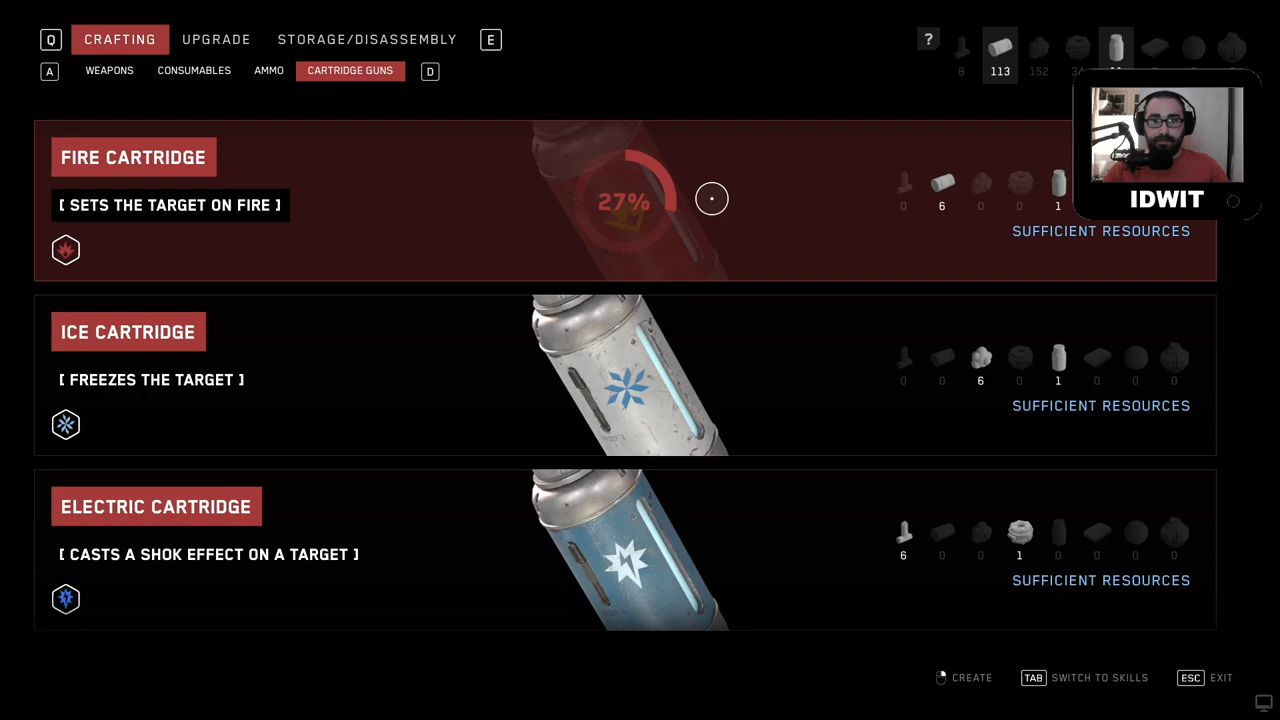 Q CRAFTING UPGRADE STORAGE/DISASSEMBLY E
A WEAPONS CONSUMABLES AMMO CARTRIDGE GUNS D
?
8 113 152
FIRE CARTRIDGE
[ SETS THE TARGET ON FIRE ]
27%
0 6 0 0 1
SUFFICIENT RESOURCES
IDWIT
ICE CARTRIDGE
[ FREEZES THE TARGET ]
0 0 6 0 1 0 0 0
SUFFICIENT RESOURCES
ELECTRIC CARTRIDGE
[ CASTS A SHOK EFFECT ON A TARGET ]
6 0 0 1 0 0 0 0
SUFFICIENT RESOURCES
CREATE TAB SWITCH TO SKILLS ESC EXIT